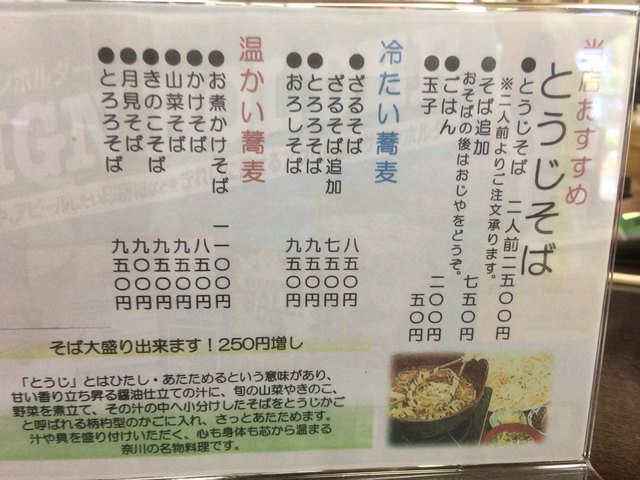 当店おすすめ
とうじそば
●とうじそば 二人前二五〇〇円
※二人前よりご注文承ります。
●そば追加 七五〇円
おそばの後はおじやをどうぞ。
●ごはん 二〇〇円
●玉子 五〇円
冷たい蕎麦
●ざるそば 八五〇円
ざるそば追加 七五〇円
●とろろそば 九五〇円
●おろしそば 九五〇円
温かい蕎麦
●お煮かけそば 一一〇〇円
●かけそば 八五〇円
●山菜そば 九五〇円
●きのこそば 九五〇円
●月見そば 九〇〇円
●とろろそば 九五〇円
そば大盛り出来ます！250円増し
「とうじ」とはひたし・あたためるという意味があり、
甘い香り立ち昇る醤油仕立ての汁に、旬の山菜やきのこ、
野菜を煮立て、その汁の中へ小分けしたそばをとうじかご
と呼ばれる柄杓型のかごに入れ、さっとあたためます。
汁や具を盛り付けいただく、心も身体も芯から温まる
奈川の名物料理です。